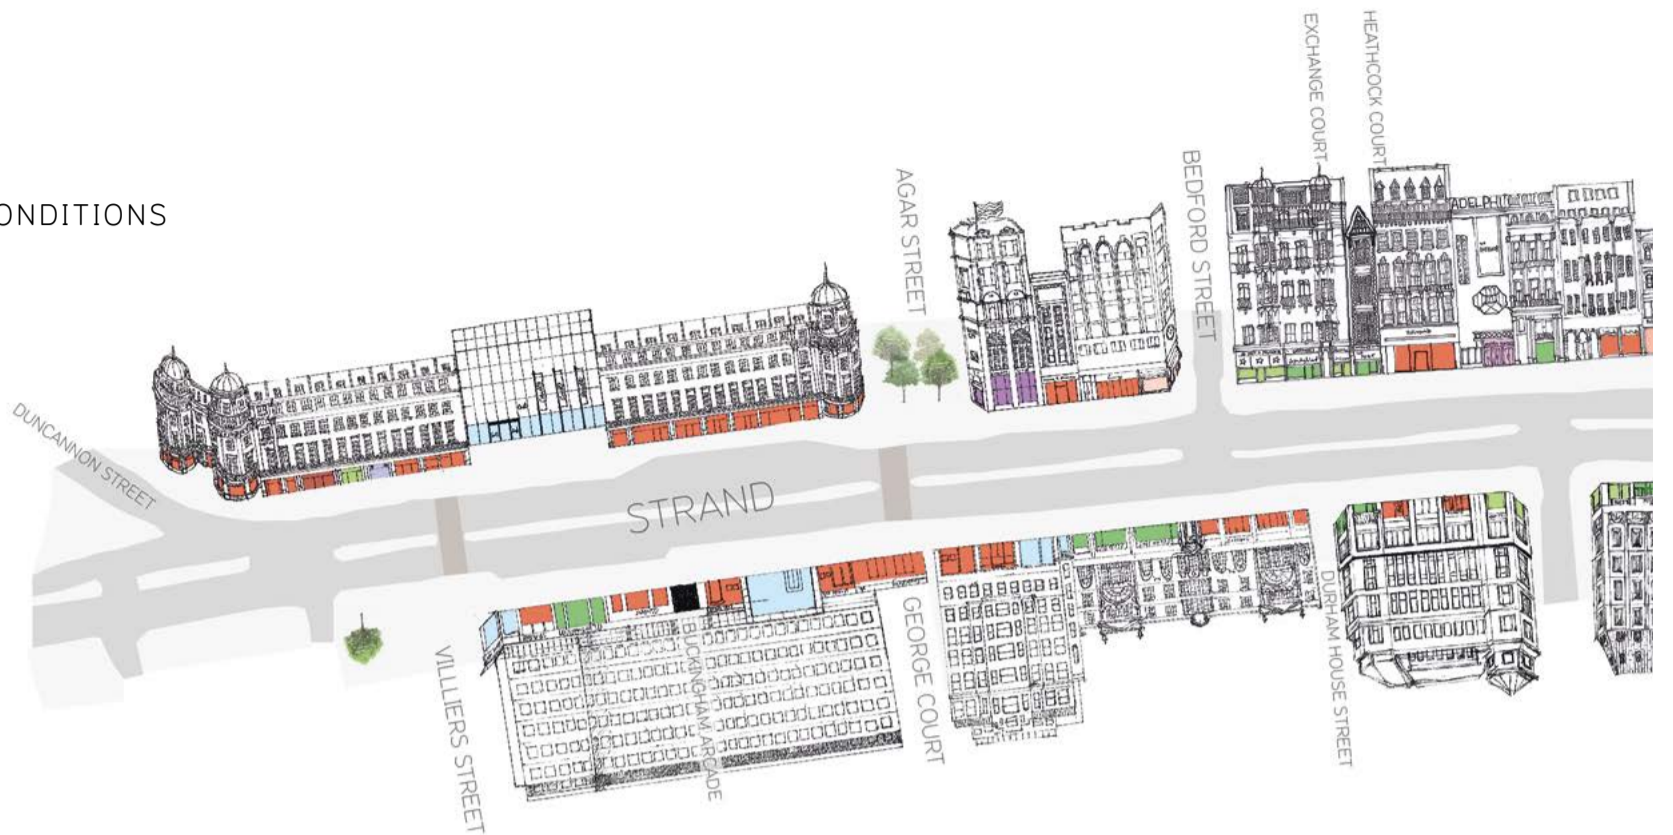 ONDITIONS
EXCHANGE COURT
HEATHCOCK COURT
AGAR STREET
BEDFORD STREET
ADELPHI
DUNCANNON STREET
STRAND
VILLLIERS STREET
BUCKINGHAM ARCADE
GEORGE COURT
DURHAM HOUSE STREET